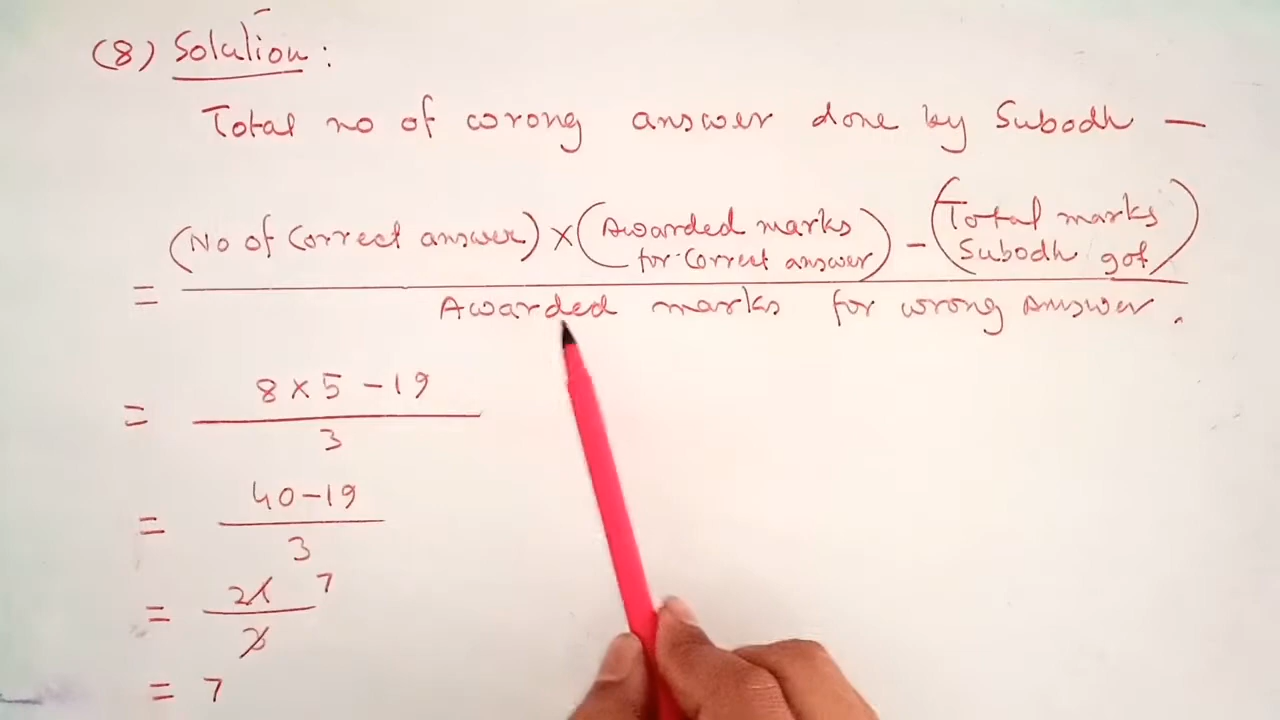 (8) Solution :
Total no of wrong answer done by Subodh —
= (No of Correct answer) × (Awarded marks for Correct answer) - (Total marks Subodh got)
Awarded marks for wrong answer.
= 8 × 5 - 19
3
= 40 - 19
3
= 21 7
3
= 7